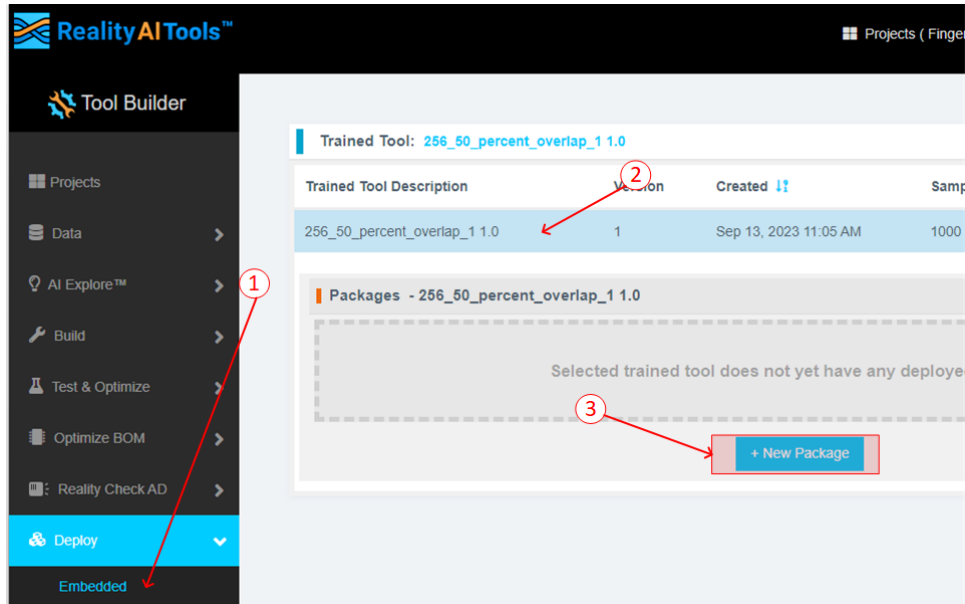 Reality AI Tools™
Projects ( Finger
Tool Builder
Trained Tool: 256_50_percent_overlap_1 1.0
Trained Tool Description Version Created Samp
256_50_percent_overlap_1 1.0 1 Sep 13, 2023 11:05 AM 1000
Projects
Data
AI Explore™
Build
Test & Optimize
Optimize BOM
Reality Check AD
Deploy
Embedded
1
2
Packages - 256_50_percent_overlap_1 1.0
Selected trained tool does not yet have any deploye
3
+ New Package